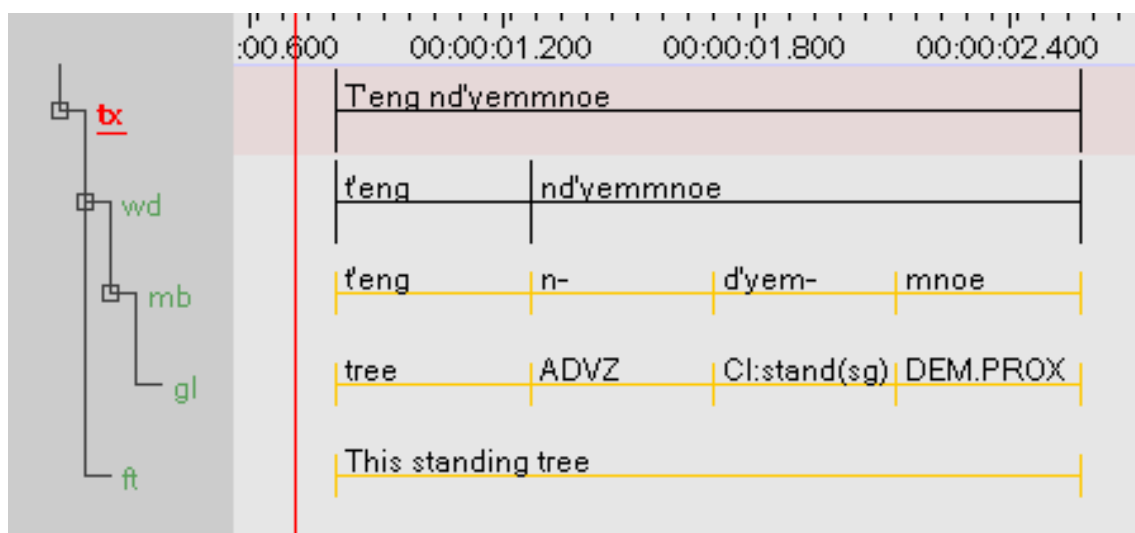 :00.600 00:00:01.200 00:00:01.800 00:00:02.400
tx T'eng nd'yemmnoe
wd t'eng nd'yemmnoe
mb t'eng n- d'yem- mnoe
gl tree ADVZ Cl:stand(sg) DEM.PROX
ft This standing tree